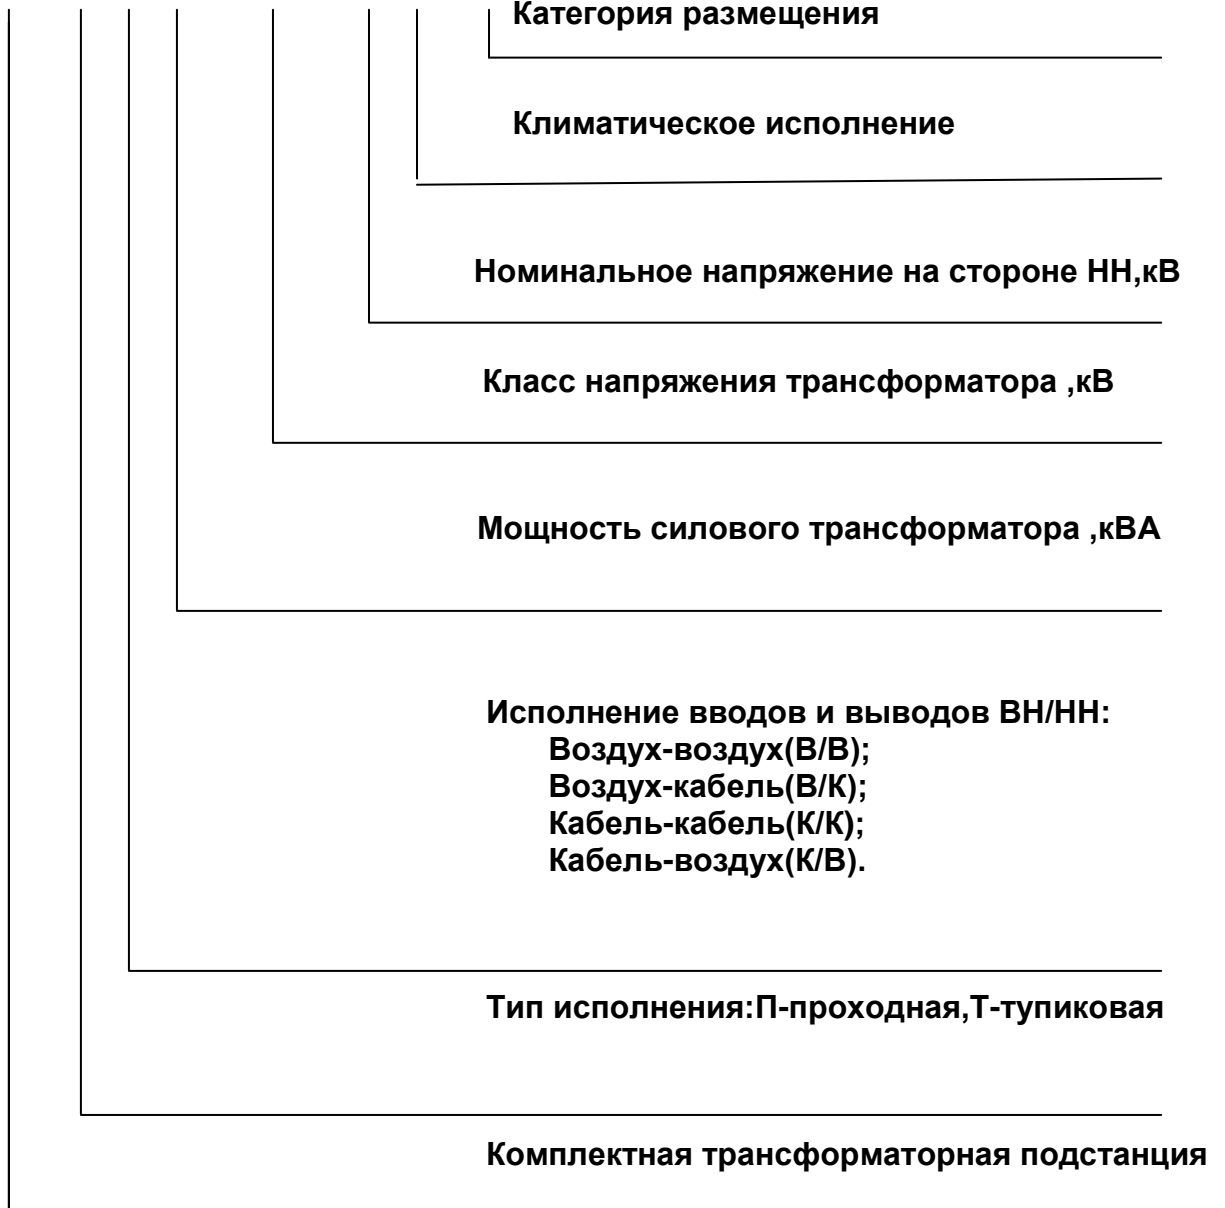 Категория размещения
Климатическое исполнение
Номинальное напряжение на стороне НН,кВ
Класс напряжения трансформатора ,кВ
Мощность силового трансформатора ,кВА
Исполнение вводов и выводов ВН/НН:
Воздух-воздух(В/В);
Воздух-кабель(В/К);
Кабель-кабель(К/К);
Кабель-воздух(К/В).
Тип исполнения:П-проходная,Т-тупиковая
Комплектная трансформаторная подстанция